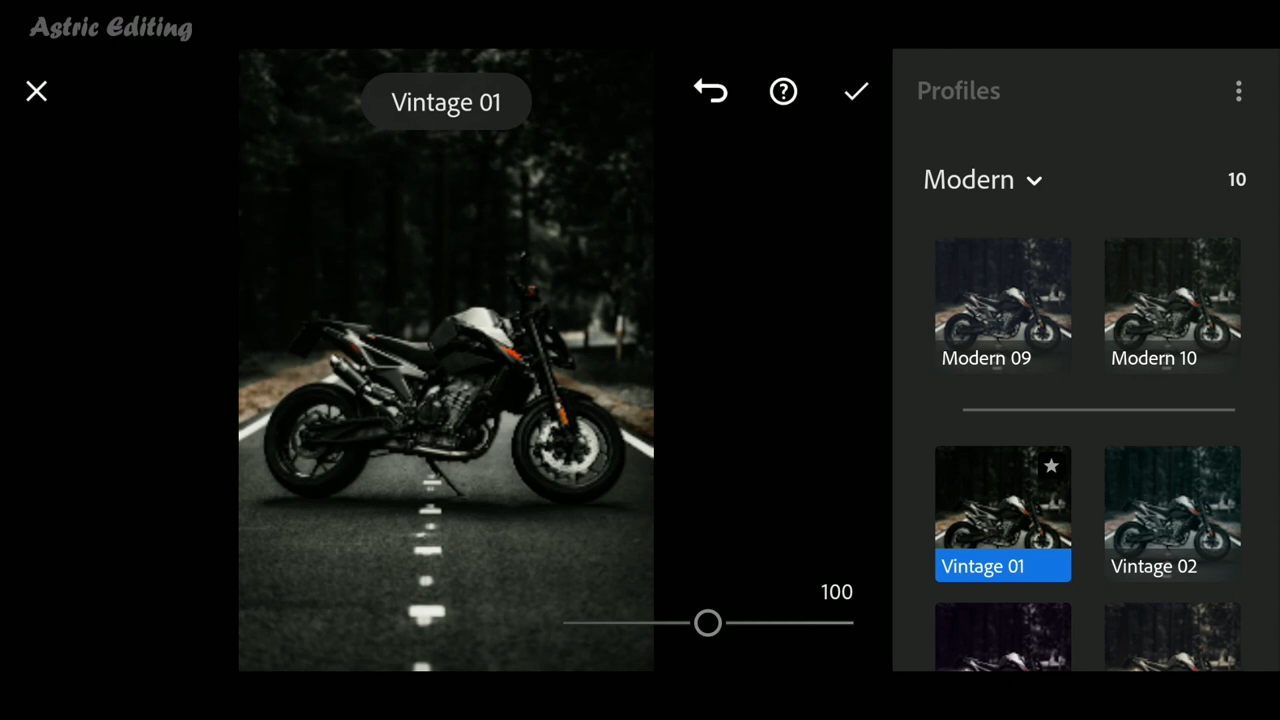 Astric Editing
Vintage 01
Profiles
Modern
10
Modern 09
Modern 10
Vintage 01
Vintage 02
100